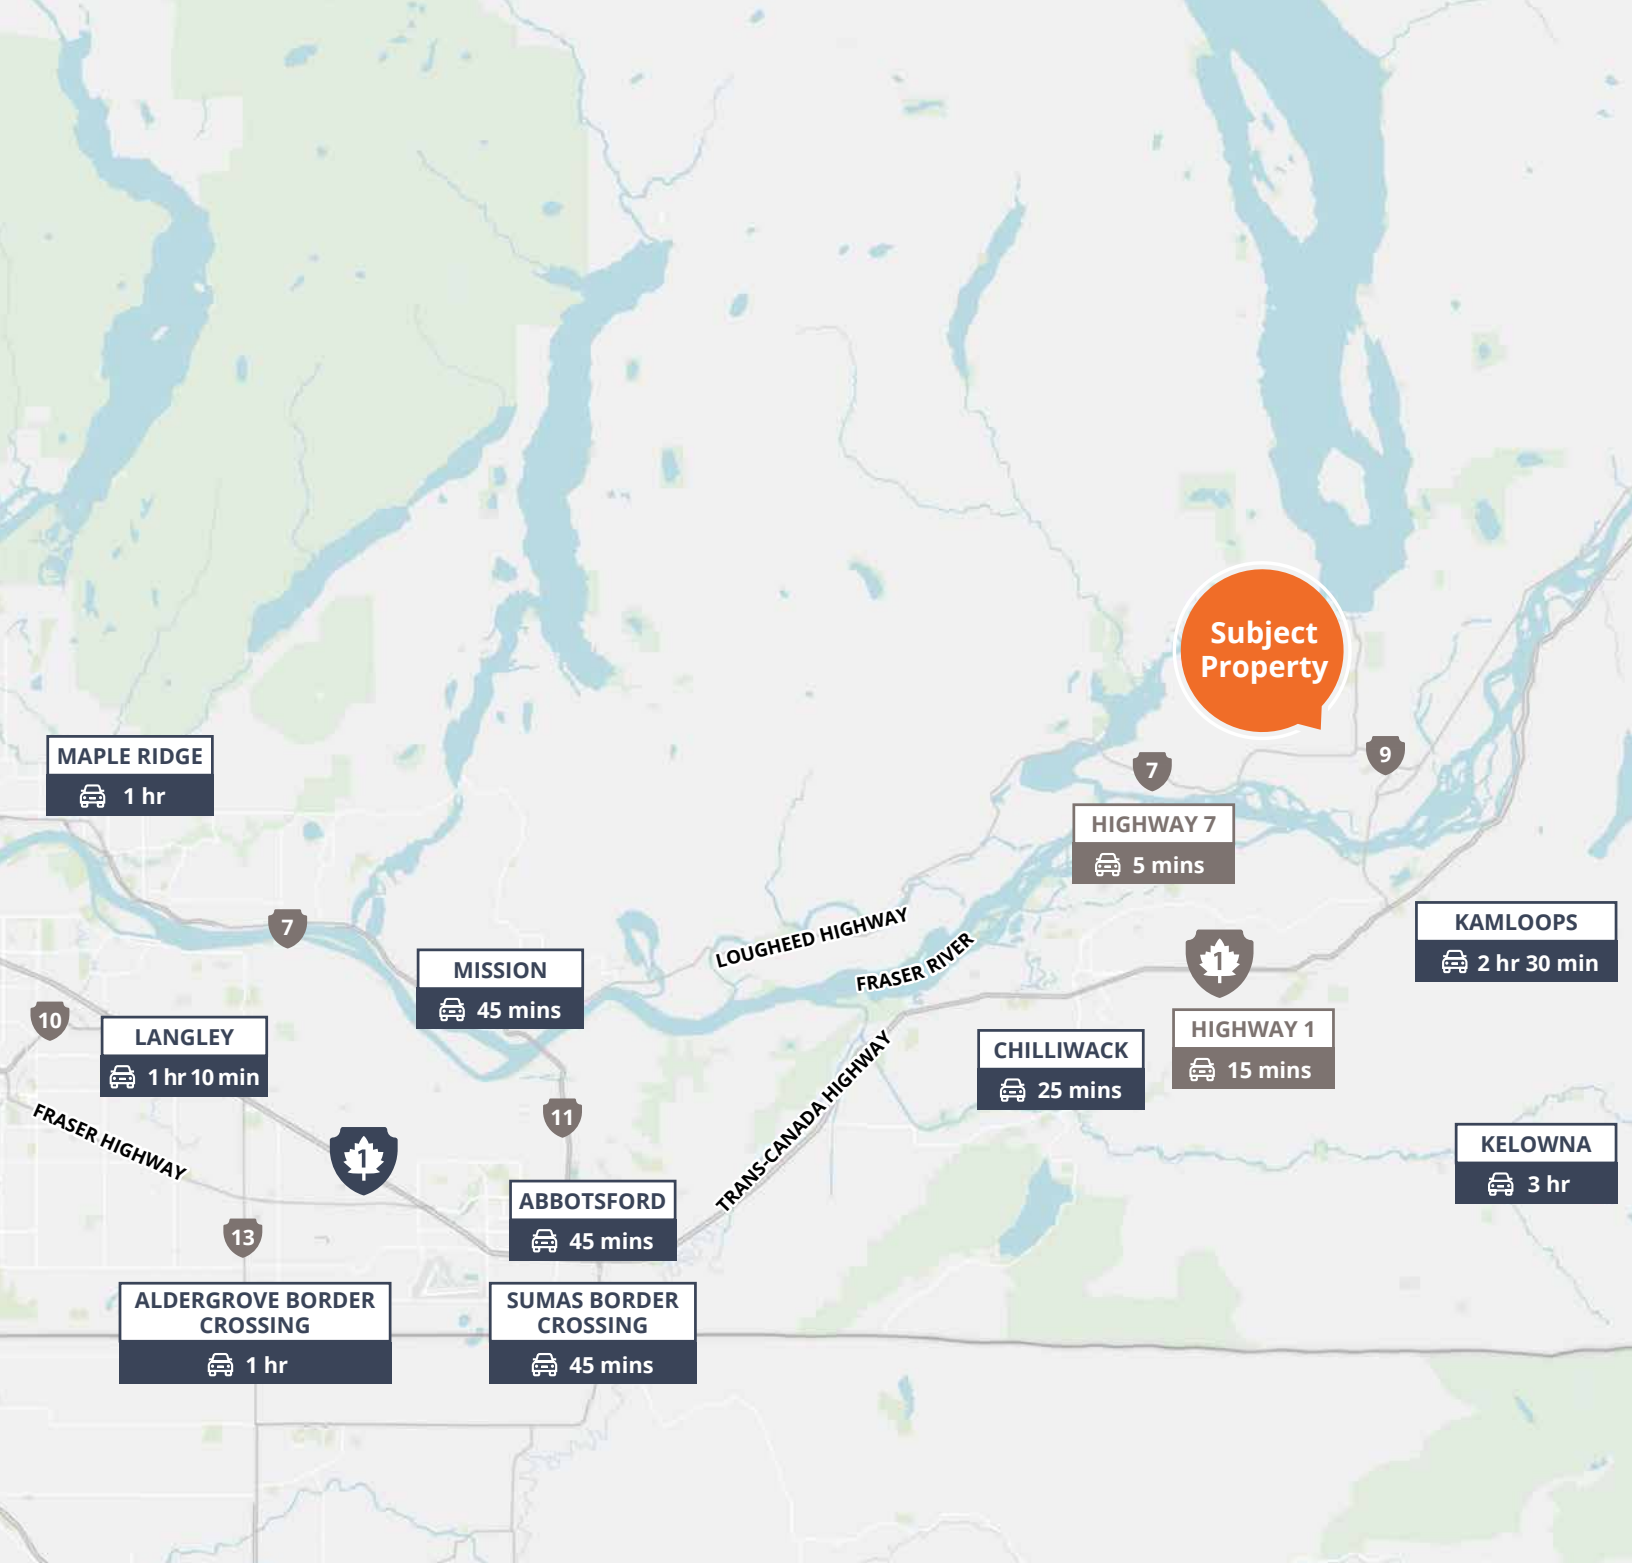 Subject
Property
MAPLE RIDGE
1 hr
7
9
HIGHWAY 7
5 mins
7
LOUGHEED HIGHWAY
FRASER RIVER
KAMLOOPS
2 hr 30 min
1
MISSION
45 mins
10
LANGLEY
1 hr 10 min
HIGHWAY 1
15 mins
CHILLIWACK
25 mins
TRANS-CANADA HIGHWAY
11
FRASER HIGHWAY
1
KELOWNA
3 hr
ABBOTSFORD
45 mins
13
ALDERGROVE BORDER
CROSSING
1 hr
SUMAS BORDER
CROSSING
45 mins